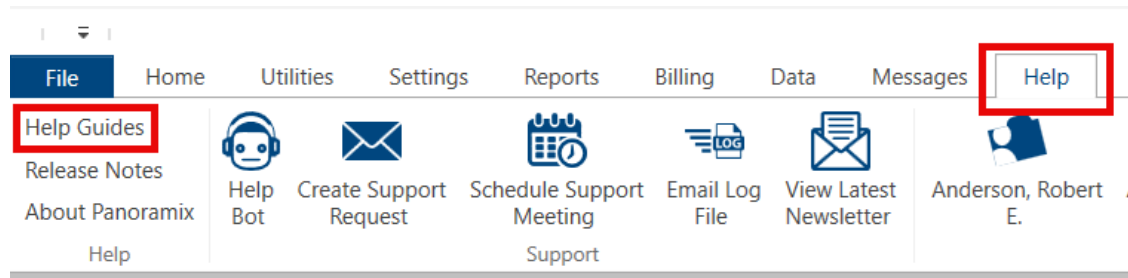 File Home Utilities Settings Reports Billing Data Messages Help
Help Guides
Release Notes
About Panoramix
Help
Help
Bot
Create Support
Request
Schedule Support
Meeting
LOG
Email Log
File
View Latest
Newsletter
Support
Anderson, Robert
E.